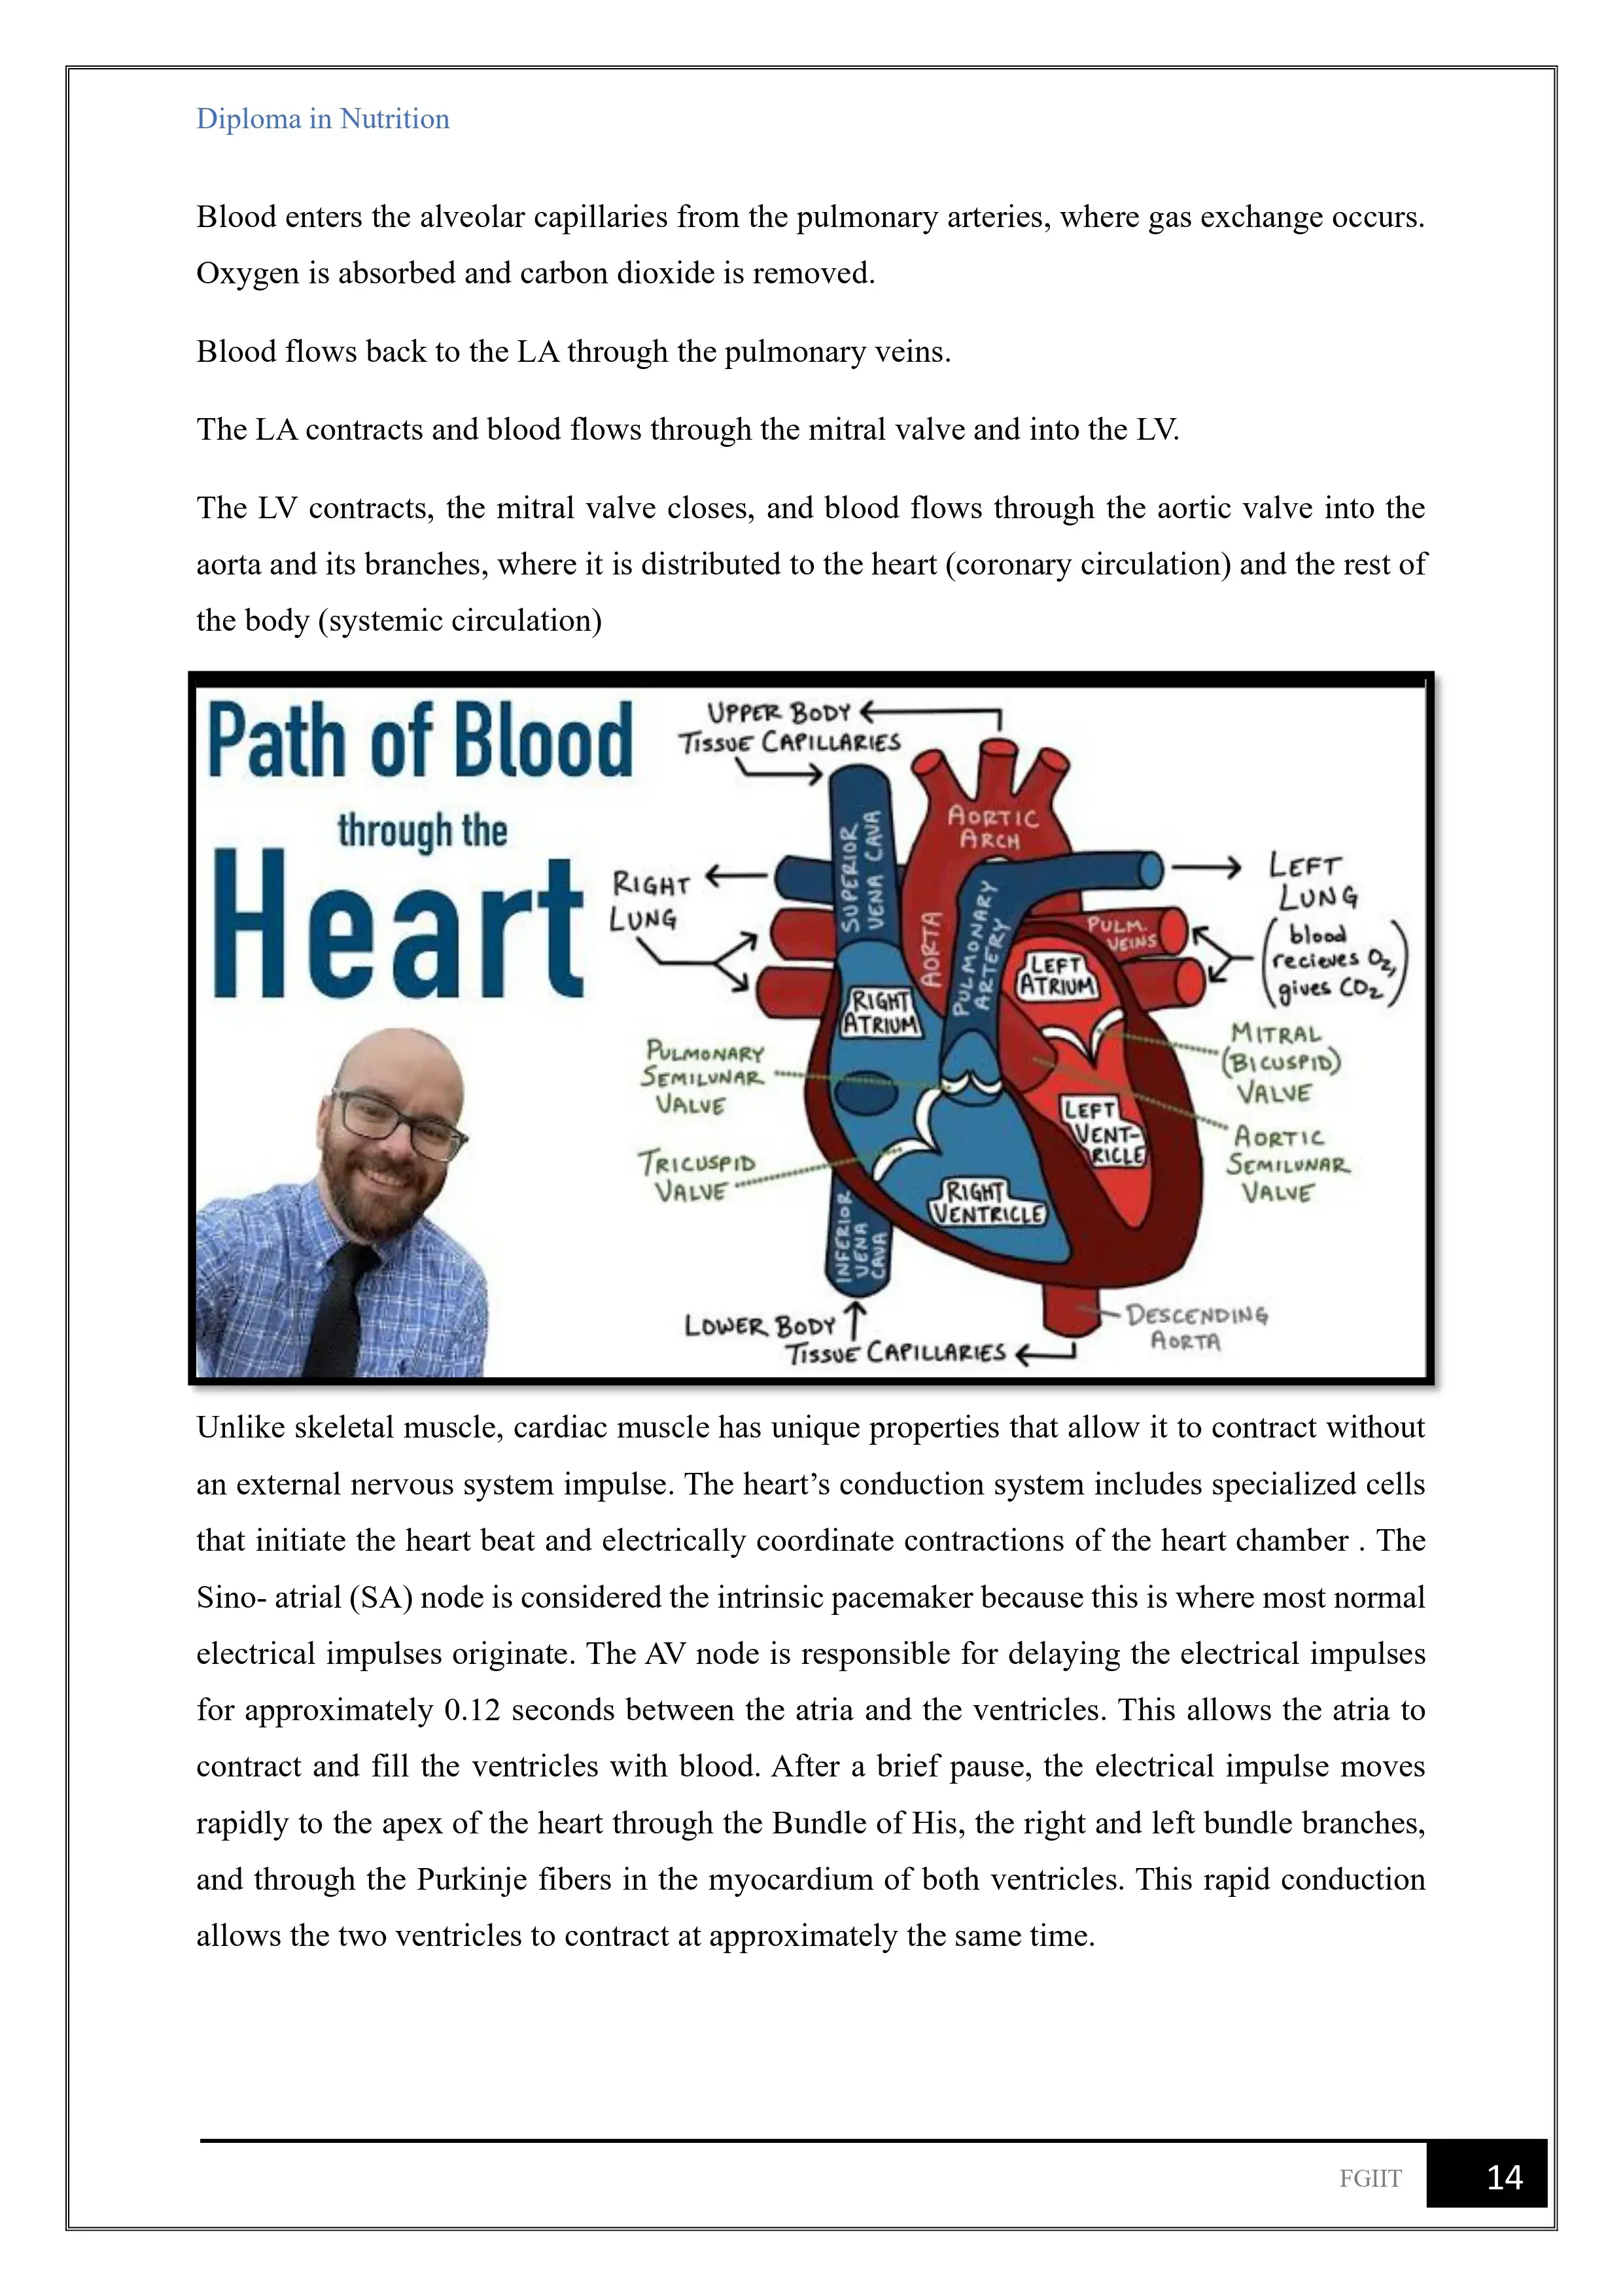 Diploma in Nutrition
Blood enters the alveolar capillaries from the pulmonary arteries, where gas exchange occurs.
Oxygen is absorbed and carbon dioxide is removed.
Blood flows back to the LA through the pulmonary veins.
The LA contracts and blood flows through the mitral valve and into the LV.
The LV contracts, the mitral valve closes, and blood flows through the aortic valve into the
aorta and its branches, where it is distributed to the heart (coronary circulation) and the rest of
the body (systemic circulation)
Path of Blood
through the
Heart
UPPER BODY
TISSUE CAPILLARIES
SUPERIOR
VENA CAVA
AORTIC
ARCH
RIGHT
LUNG
LEFT
LUNG
(blood
recieves O₂,
gives CO₂)
AORTA
PULMONARY
ARTERY
PULM.
VEINS
LEFT
ATRIUM
RIGHT
ATRIUM
PULMONARY
SEMILUNAR
VALVE
MITRAL
(BICUSPID)
VALVE
LEFT
VENT-
RICLE
AORTIC
SEMILUNAR
VALVE
TRICUSPID
VALVE
RIGHT
VENTRICLE
INFERIOR
VENA
CAVA
LOWER BODY
TISSUE CAPILLARIES
DESCENDING
AORTA
Unlike skeletal muscle, cardiac muscle has unique properties that allow it to contract without
an external nervous system impulse. The heart’s conduction system includes specialized cells
that initiate the heart beat and electrically coordinate contractions of the heart chamber . The
Sino- atrial (SA) node is considered the intrinsic pacemaker because this is where most normal
electrical impulses originate. The AV node is responsible for delaying the electrical impulses
for approximately 0.12 seconds between the atria and the ventricles. This allows the atria to
contract and fill the ventricles with blood. After a brief pause, the electrical impulse moves
rapidly to the apex of the heart through the Bundle of His, the right and left bundle branches,
and through the Purkinje fibers in the myocardium of both ventricles. This rapid conduction
allows the two ventricles to contract at approximately the same time.
FGIIT
14